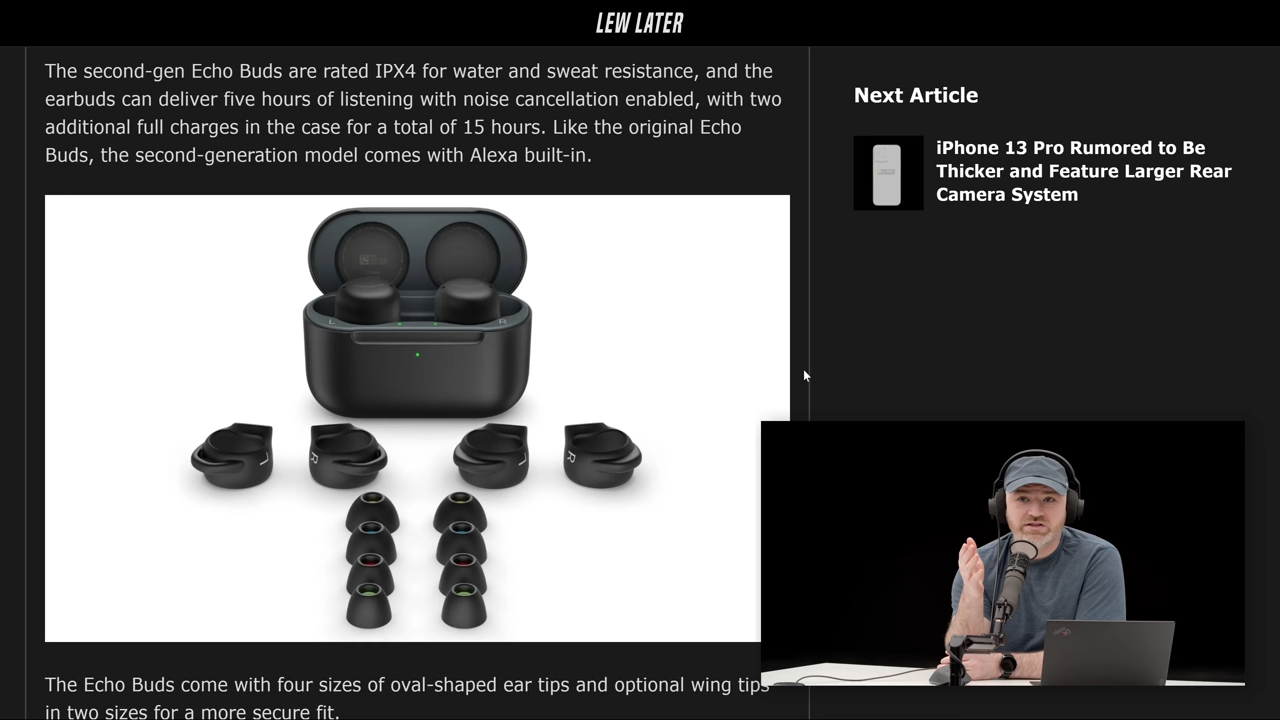 LEW LATER
The second-gen Echo Buds are rated IPX4 for water and sweat resistance, and the
earbuds can deliver five hours of listening with noise cancellation enabled, with two
additional full charges in the case for a total of 15 hours. Like the original Echo
Buds, the second-generation model comes with Alexa built-in.
Next Article
iPhone 13 Pro Rumored to Be
Thicker and Feature Larger Rear
Camera System
L
R
L
R
L
R
The Echo Buds come with four sizes of oval-shaped ear tips and optional wing tips
in two sizes for a more secure fit.